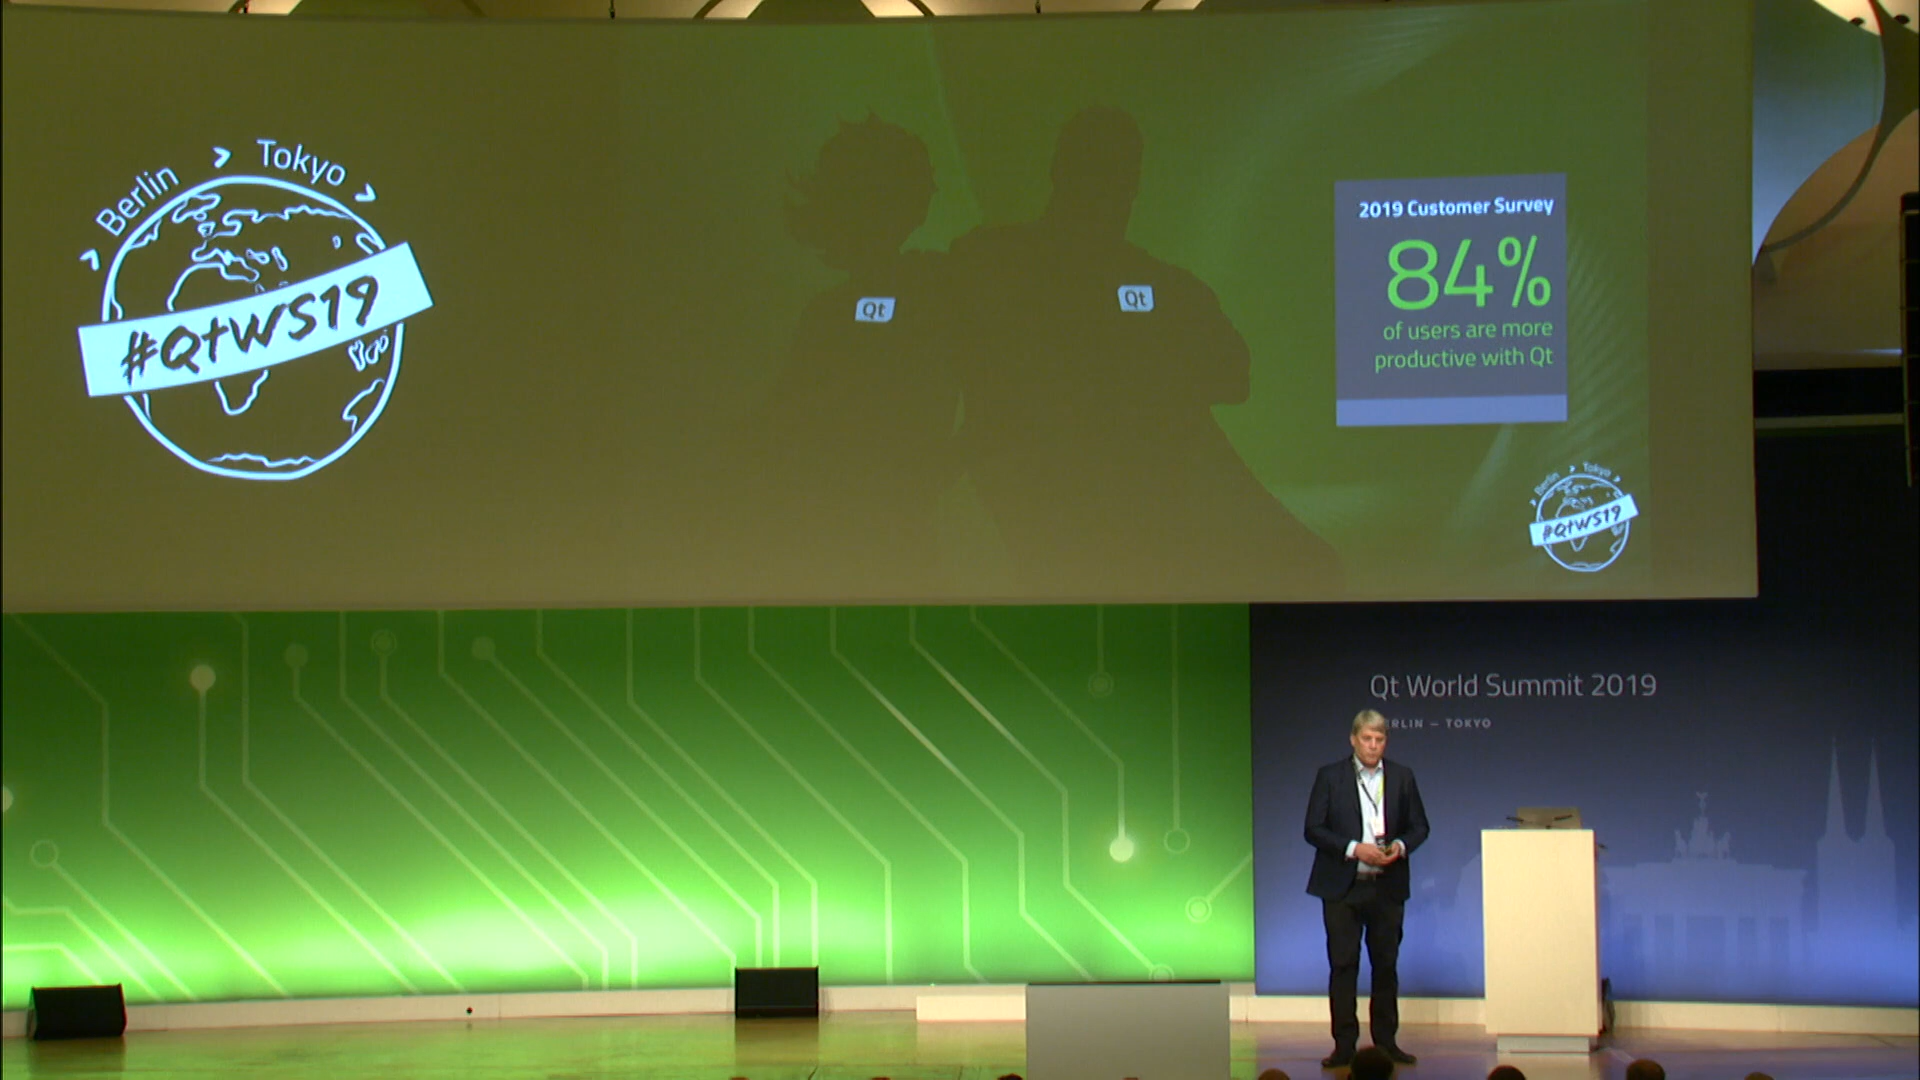 Berlin > Tokyo >
#QtWS19
Qt
Qt
2019 Customer Survey
84%
of users are more
productive with Qt
Berlin > Tokyo >
#QtWS19
Qt World Summit 2019
RLIN – TOKYO